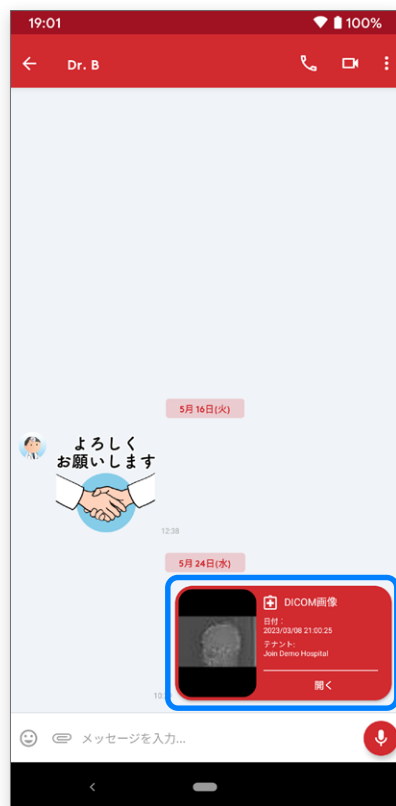 19:01
100%
Dr. B
5月 16日(火)
よろしく
お願いします
12:38
5月 24日(水)
DICOM画像
日付：
2023/03/08 21:00:25
テナント:
Join Demo Hospital
開く
メッセージを入力...